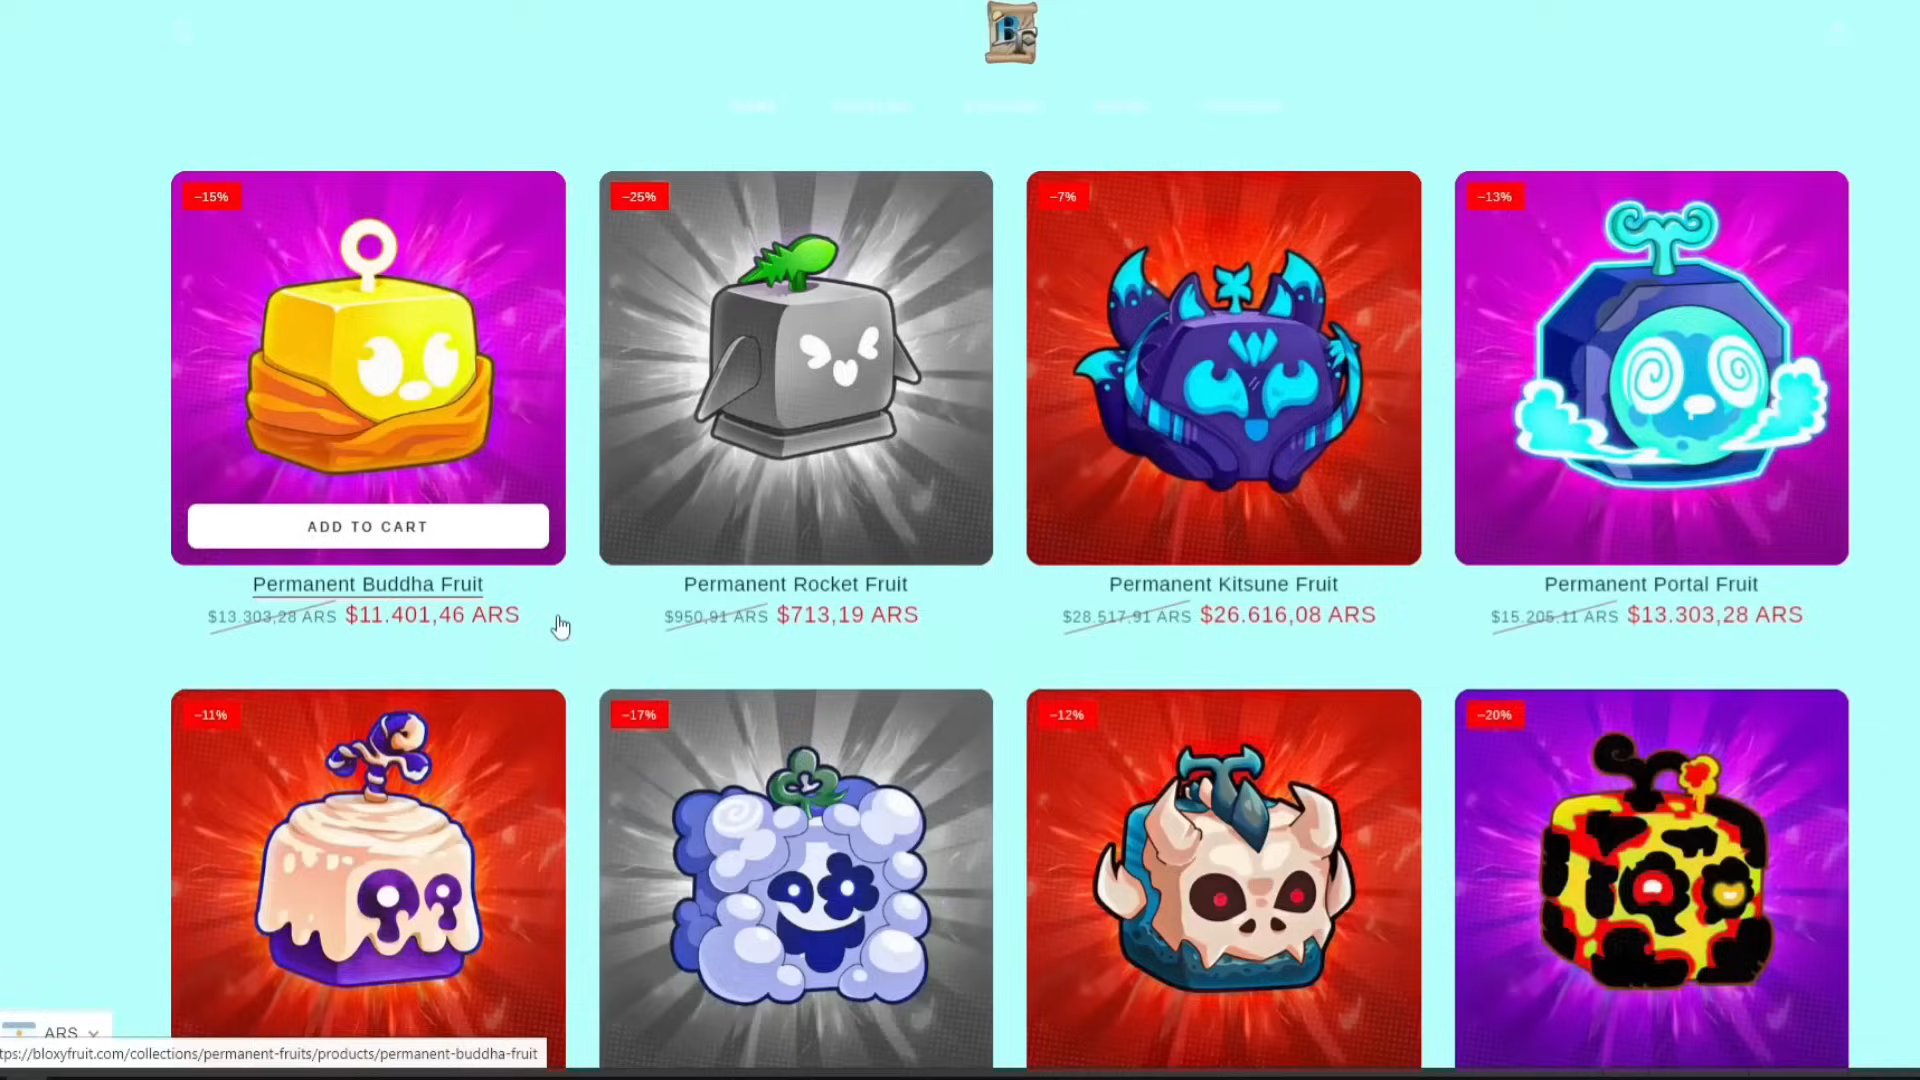 BF
–15%
–25%
–7%
–13%
ADD TO CART
Permanent Buddha Fruit
Permanent Rocket Fruit
Permanent Kitsune Fruit
Permanent Portal Fruit
$13.303,28 ARS $11.401,46 ARS
$950,91 ARS $713,19 ARS
$28.517,91 ARS $26.616,08 ARS
$15.205,11 ARS $13.303,28 ARS
–11%
–17%
–12%
–20%
ARS
tps://bloxyfruit.com/collections/permanent-fruits/products/permanent-buddha-fruit